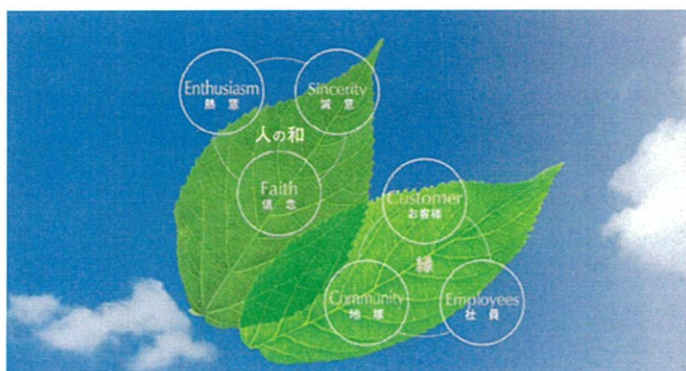 Enthusiasm
熱意
Sincerity
誠意
人の和
Faith
信念
Customer
お客様
縁
Community
地球
Employees
社員